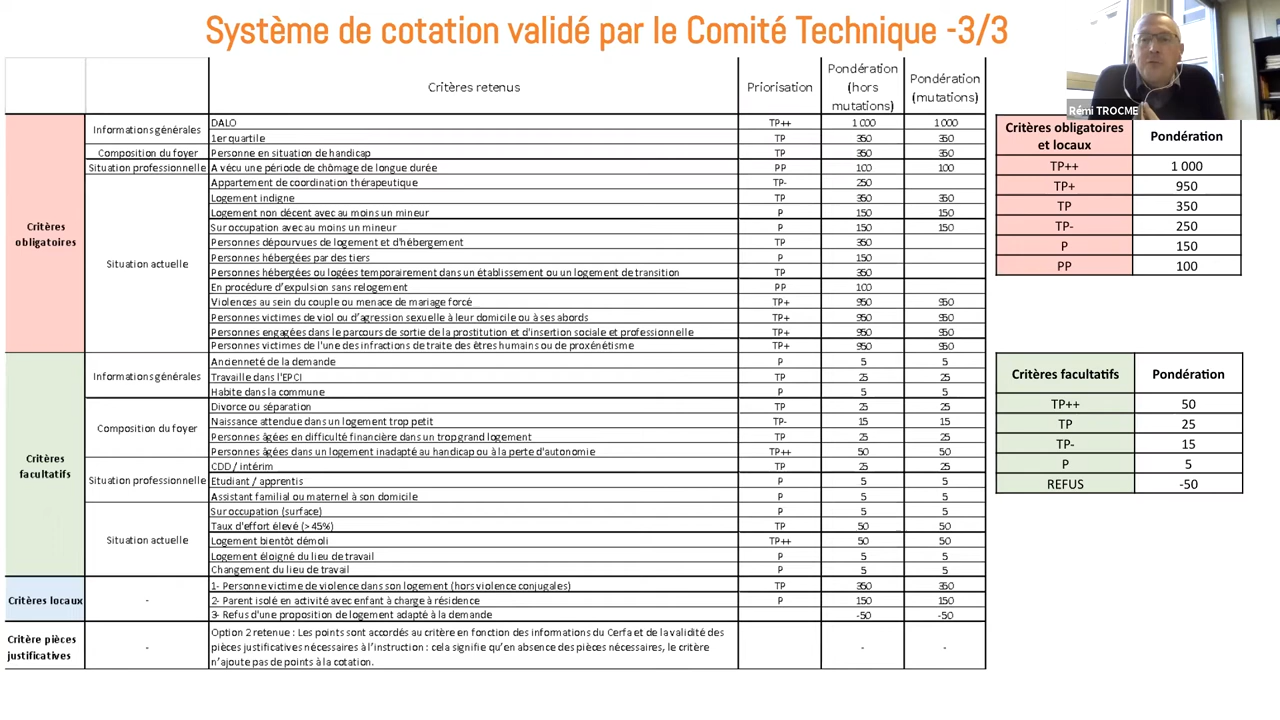 Système de cotation validé par le Comité Technique -3/3
Rémi TROCME
Critères retenus Priorisation Pondération (hors mutations) Pondération (mutations)
Critères obligatoires
Informations générales
DALO TP++ 1 000 1 000
1er quartile TP 350 350
Composition du foyer Personne en situation de handicap TP 350 350
Situation professionnelle A vécu une période de chômage de longue durée PP 100 100
Situation actuelle
Appartement de coordination thérapeutique TP- 250
Logement indigne TP 350 350
Logement non décent avec au moins un mineur P 150 150
Sur occupation avec au moins un mineur P 150 150
Personnes dépourvues de logement et d'hébergement TP 350
Personnes hébergées par des tiers P 150
Personnes hébergées ou logées temporairement dans un établissement ou un logement de transition TP 350
En procédure d'expulsion sans relogement PP 100
Violences au sein du couple ou menace de mariage forcé TP+ 950 950
Personnes victimes de viol ou d'agression sexuelle à leur domicile ou à ses abords TP+ 950 950
Personnes engagées dans le parcours de sortie de la prostitution et d'insertion sociale et professionnelle TP+ 950 950
Personnes victimes de l'une des infractions de traite des êtres humains ou de proxénétisme TP+ 950 950
Critères facultatifs
Informations générales
Ancienneté de la demande P 5 5
Travaille dans l'EPCI TP 25 25
Habite dans la commune P 5 5
Composition du foyer
Divorce ou séparation TP 25 25
Naissance attendue dans un logement trop petit TP- 15 15
Personnes âgées en difficulté financière dans un trop grand logement TP 25 25
Personnes âgées dans un logement inadapté au handicap ou à la perte d'autonomie TP++ 50 50
Situation professionnelle
CDD / intérim TP 25 25
Etudiant / apprentis P 5 5
Assistant familial ou maternel à son domicile P 5 5
Situation actuelle
Sur occupation (surface) P 5 5
Taux d'effort élevé (> 45%) TP 50 50
Logement bientôt démoli TP++ 50 50
Logement éloigné du lieu de travail P 5 5
Changement du lieu de travail P 5 5
Critères locaux -
1- Personne victime de violence dans son logement (hors violence conjugales) TP 350 350
2- Parent isolé en activité avec enfant à charge à résidence P 150 150
3- Refus d'une proposition de logement adapté à la demande -50 -50
Critère pièces justificatives -
Option 2 retenue : Les points sont accordés au critère en fonction des informations du Cerfa et de la validité des
pièces justificatives nécessaires à l'instruction : cela signifie qu'en absence des pièces nécessaires, le critère
n'ajoute pas de points à la cotation. - -
Critères obligatoires et locaux Pondération
TP++ 1 000
TP+ 950
TP 350
TP- 250
P 150
PP 100
Critères facultatifs Pondération
TP++ 50
TP 25
TP- 15
P 5
REFUS -50